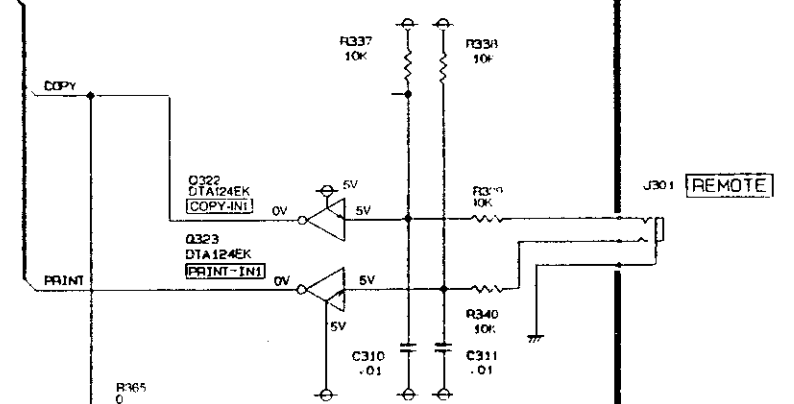 R337
10K
R338
10K
COPY
Q322
DTA124EK
COPY-IN1
0V
5V
5V
10K
J301
REMOTE
Q323
DTA124EK
PRINT-IN1
PRINT
0V
5V
5V
R340
10K
C310
.01
C311
.01
R365
0